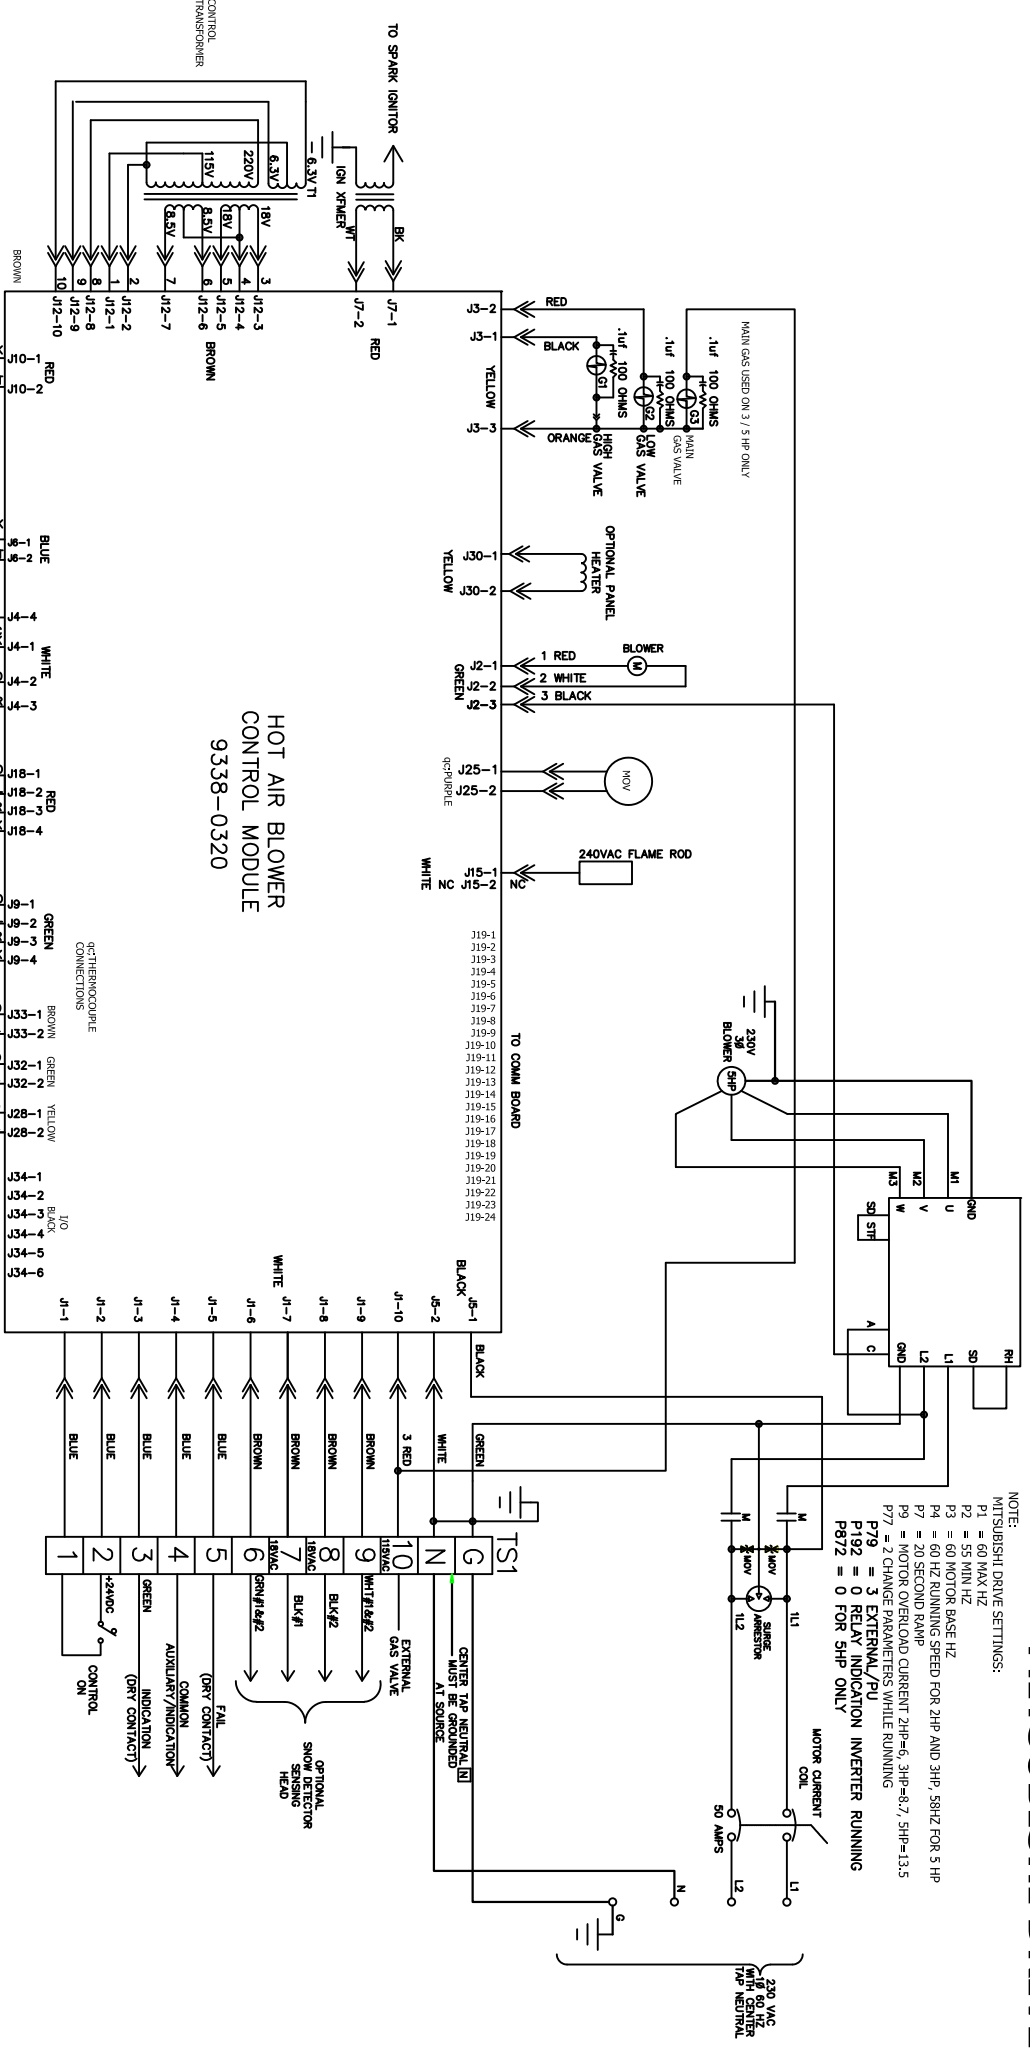 NOTE:
MITSUBISHI DRIVE SETTINGS:
P1 = 60 MAX HZ
P2 = 55 MIN HZ
P3 = 60 MOTOR BASE HZ
P4 = 60 HZ RUNNING SPEED FOR 2HP AND 3HP, 58HZ FOR 5 HP
P7 = 20 SECOND RAMP
P9 = MOTOR OVERLOAD CURRENT 2HP=6, 3HP=8.7, 5HP=13.5
P77 = 2 CHANGE PARAMETERS WHILE RUNNING
P79 = 3 EXTERNAL/PU
P192 = 0 RELAY INDICATION INVERTER RUNNING
P872 = 0 FOR 5HP ONLY
GND
U
V
W
M1
M2
M3
SD STF
A
C
GND
L2
L1
SD
RH
230V
3Ø
BLOWER
5HP
M
M
MOV
MOV
SURGE
ARRESTOR
1L1
1L2
MOTOR CURRENT
COIL
50 AMPS
L1
L2
N
G
230 VAC
1Ø 60 HZ
WITH CENTER
TAP NEUTRAL
MAIN GAS USED ON 3 / 5 HP ONLY
.1uf 100 OHMS
G3
MAIN
GAS VALVE
.1uf 100 OHMS
G2
LOW
GAS VALVE
.1uf 100 OHMS
G1
HIGH
GAS VALVE
RED
BLACK
ORANGE
J3-2
J3-1
YELLOW
J3-3
OPTIONAL PANEL
HEATER
J30-1
J30-2
YELLOW
BLOWER
M
1 RED
2 WHITE
3 BLACK
J2-1
J2-2
J2-3
GREEN
MOV
J25-1
J25-2
qc;PURPLE
240VAC FLAME ROD
J15-1
NC J15-2 NC
WHITE
J19-1
J19-2
J19-3
J19-4
J19-5
J19-6
J19-7
J19-8
J19-9
J19-10
J19-11
J19-12
J19-13
J19-14
J19-15
J19-16
J19-17
J19-18
J19-19
J19-20
J19-21
J19-22
J19-23
J19-24
TO COMM BOARD
TO SPARK IGNITOR
BK
WT
IGN XFMER
J7-1
J7-2
RED
CONTROL
TRANSFORMER
6.3V T1
6.3V
220V
115V
18V
18V
8.5V
8.5V
3
4
5
6
7
2
1
8
9
10
J12-3
J12-4
J12-5
J12-6
J12-7
J12-2
J12-1
J12-8
J12-9
J12-10
BROWN
BROWN
HOT AIR BLOWER
CONTROL MODULE
9338-0320
RED
J10-1
J10-2
BLUE
J6-1
J6-2
J4-4
J4-1
WHITE
J4-2
J4-3
J18-1
J18-2
RED
J18-3
J18-4
J9-1
J9-2
GREEN
J9-3
J9-4
qc;THERMOCOUPLE
CONNECTIONS
J33-1
J33-2
BROWN
J32-1
J32-2
GREEN
J28-1
J28-2
YELLOW
J34-1
J34-2
J34-3
J34-4
J34-5
J34-6
I/O
BLACK
BLACK
J5-1
J5-2
J1-10
J1-9
J1-8
J1-7
J1-6
J1-5
J1-4
J1-3
J1-2
J1-1
WHITE
BLACK
GREEN
WHITE
3 RED
BROWN
BROWN
BROWN
BROWN
BLUE
BLUE
BLUE
BLUE
BLUE
TS1
G
N
10
115VAC
9
8
18VAC
7
18VAC
6
5
4
3
2
1
CENTER TAP NEUTRAL N
MUST BE GROUNDED
AT SOURCE
EXTERNAL
GAS VALVE
WHT#1&#2
BLK#2
BLK#1
GRN#1&#2
OPTIONAL
SNOW DETECTOR
SENSING
HEAD
FAIL
(DRY CONTACT)
COMMON
AUXILIARY/INDICATION
GREEN
INDICATION
(DRY CONTACT)
+24VDC
CONTROL
ON